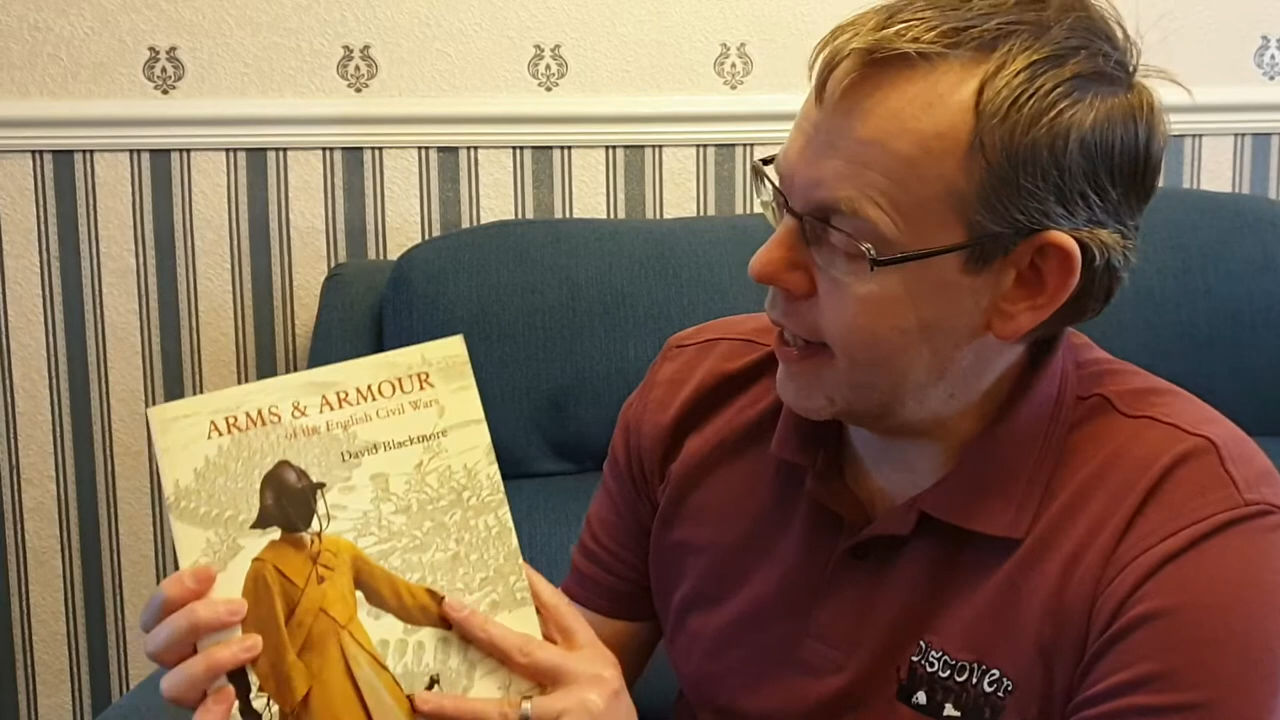 ARMS & ARMOUR
of the English Civil Wars
David Blackmore
Discover